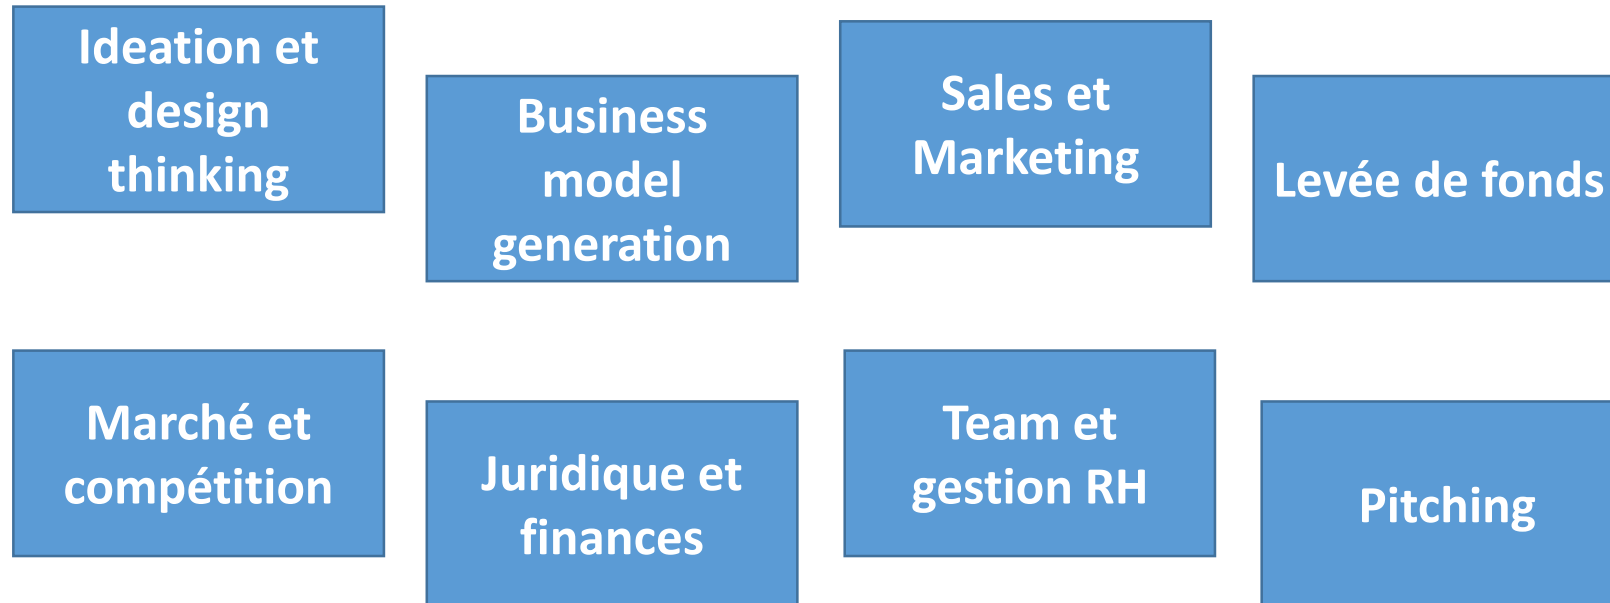 Ideation et
design
thinking
Business
model
generation
Sales et
Marketing
Levée de fonds
Marché et
compétition
Juridique et
finances
Team et
gestion RH
Pitching